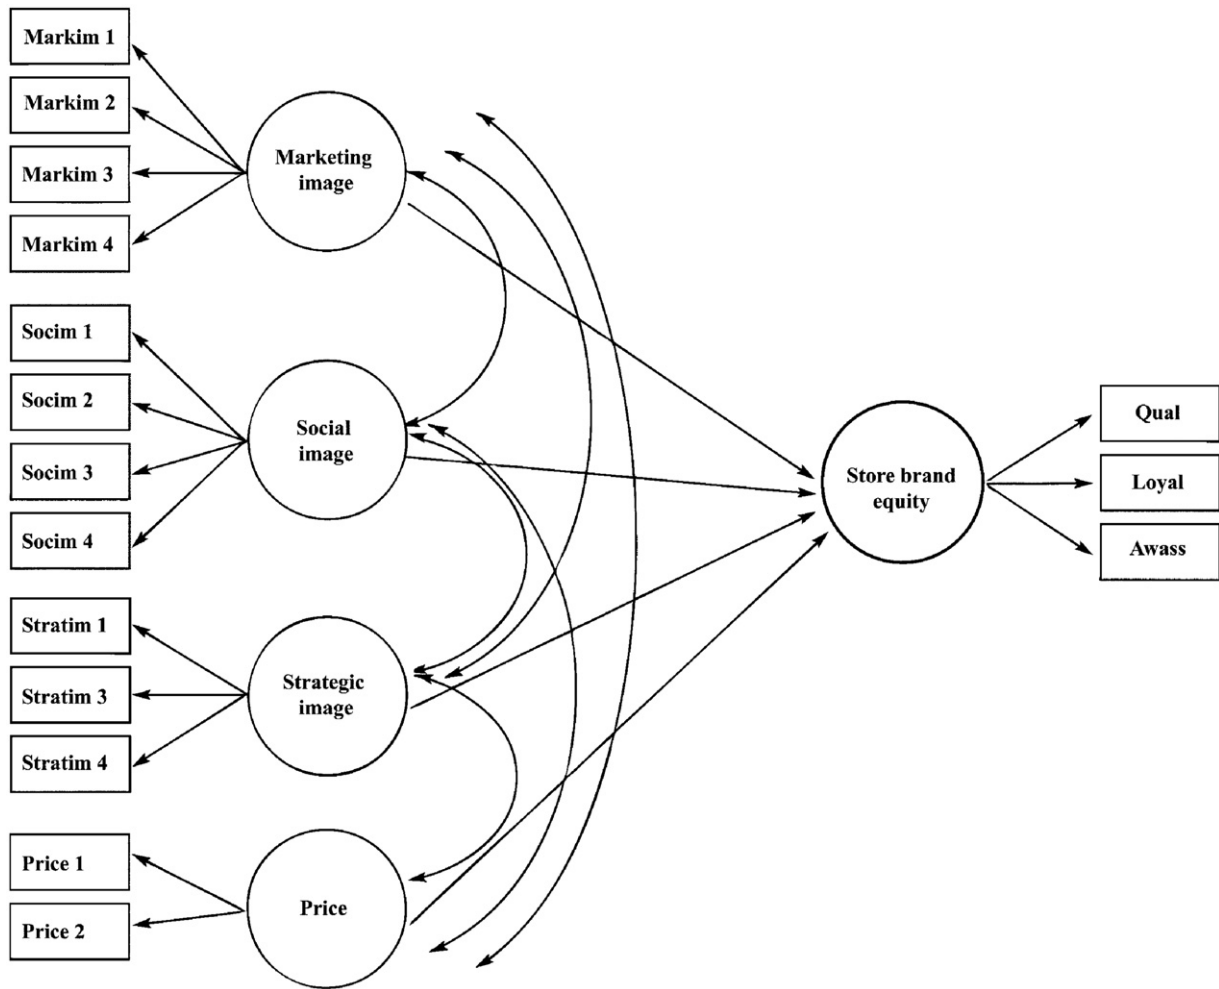 Markim 1
Markim 2
Markim 3
Markim 4
Marketing
image
Socim 1
Socim 2
Socim 3
Socim 4
Social
image
Stratim 1
Stratim 3
Stratim 4
Strategic
image
Price 1
Price 2
Price
Store brand
equity
Qual
Loyal
Awass